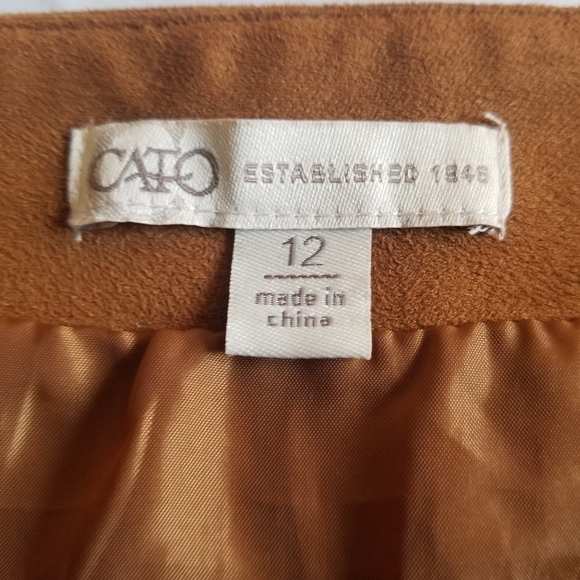 CATO ESTABLISHED 1946
12
made in
china